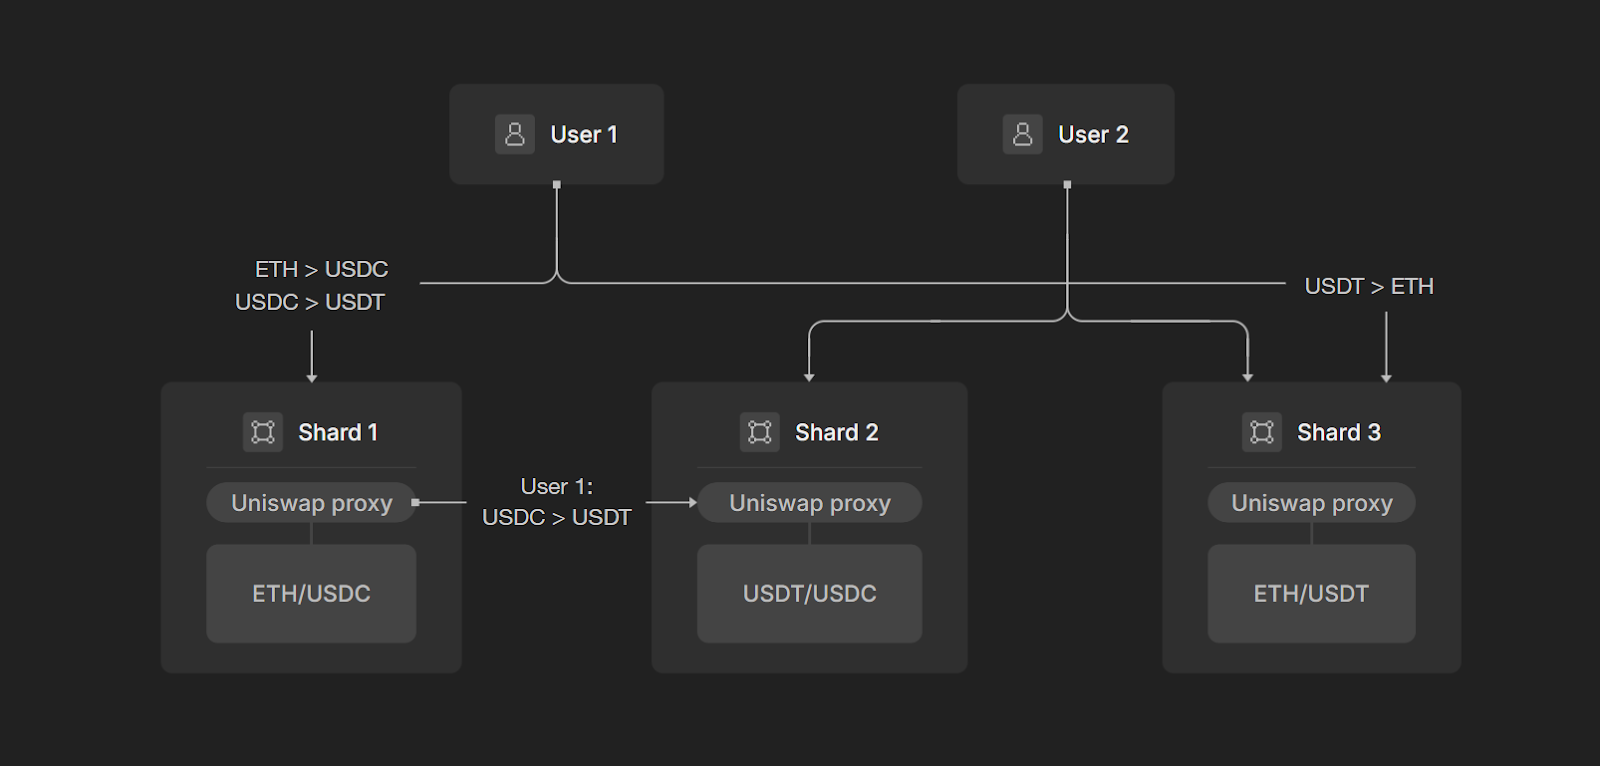 User 1
User 2
ETH > USDC
USDC > USDT
USDT > ETH
Shard 1
Shard 2
Shard 3
Uniswap proxy
User 1:
USDC > USDT
Uniswap proxy
Uniswap proxy
ETH/USDC
USDT/USDC
ETH/USDT